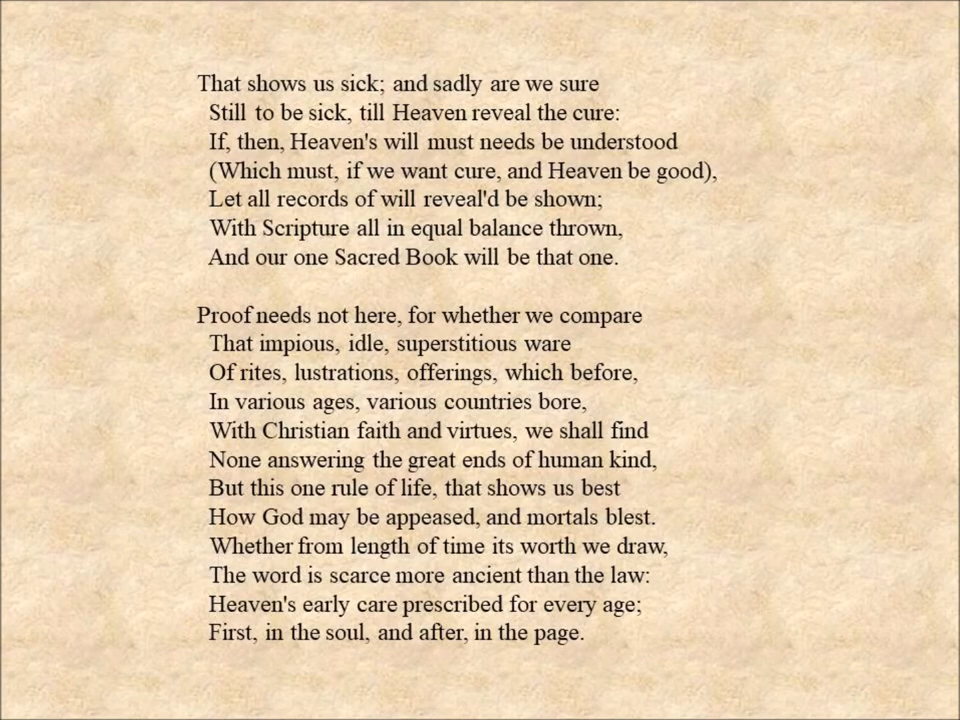 That shows us sick; and sadly are we sure
Still to be sick, till Heaven reveal the cure:
If, then, Heaven's will must needs be understood
(Which must, if we want cure, and Heaven be good),
Let all records of will reveal'd be shown;
With Scripture all in equal balance thrown,
And our one Sacred Book will be that one.

Proof needs not here, for whether we compare
That impious, idle, superstitious ware
Of rites, lustrations, offerings, which before,
In various ages, various countries bore,
With Christian faith and virtues, we shall find
None answering the great ends of human kind,
But this one rule of life, that shows us best
How God may be appeased, and mortals blest.
Whether from length of time its worth we draw,
The word is scarce more ancient than the law:
Heaven's early care prescribed for every age;
First, in the soul, and after, in the page.